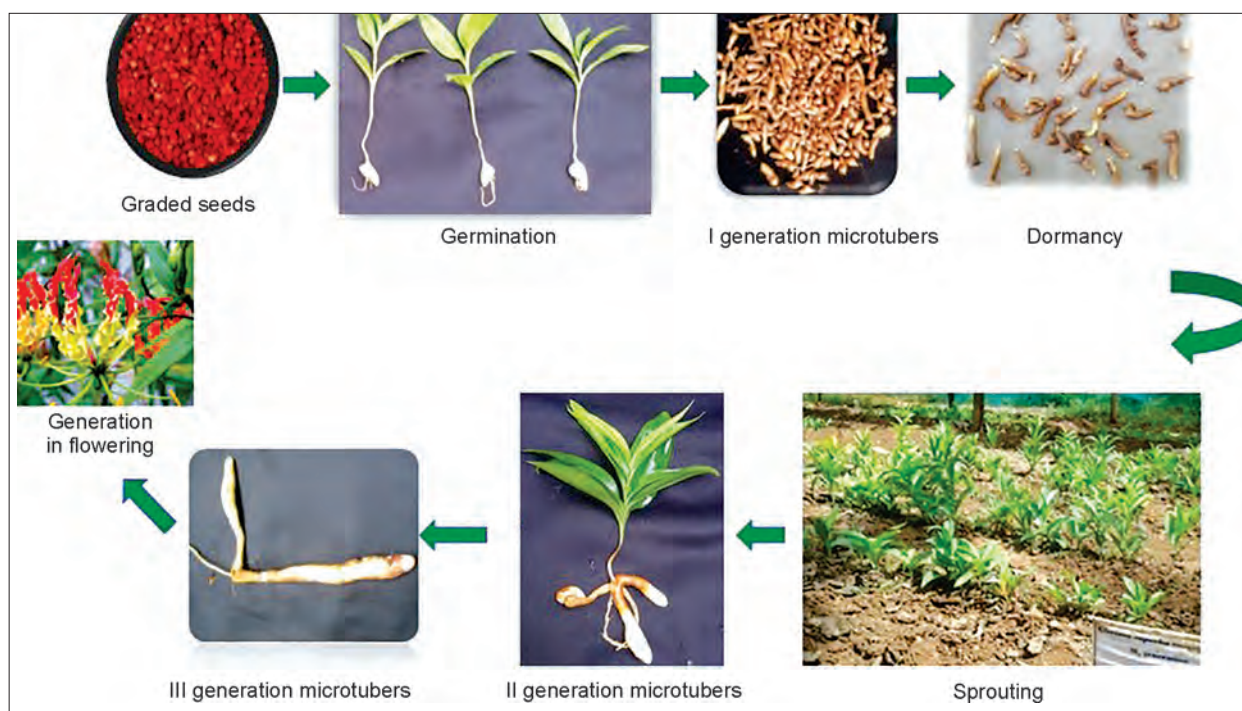 Graded seeds
Germination
I generation microtubers
Dormancy
Generation
in flowering
III generation microtubers
II generation microtubers
Sprouting